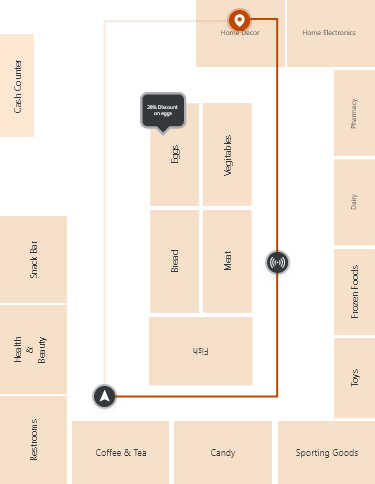 Home Decor
Home Electronics
Cash Counter
Pharmacy
20% Discount
on eggs
Eggs
Vegitables
Dairy
Snack Bar
Bread
Meat
Frozen Foods
Health
&
Beauty
Fish
Toys
Restrooms
Coffee & Tea
Candy
Sporting Goods